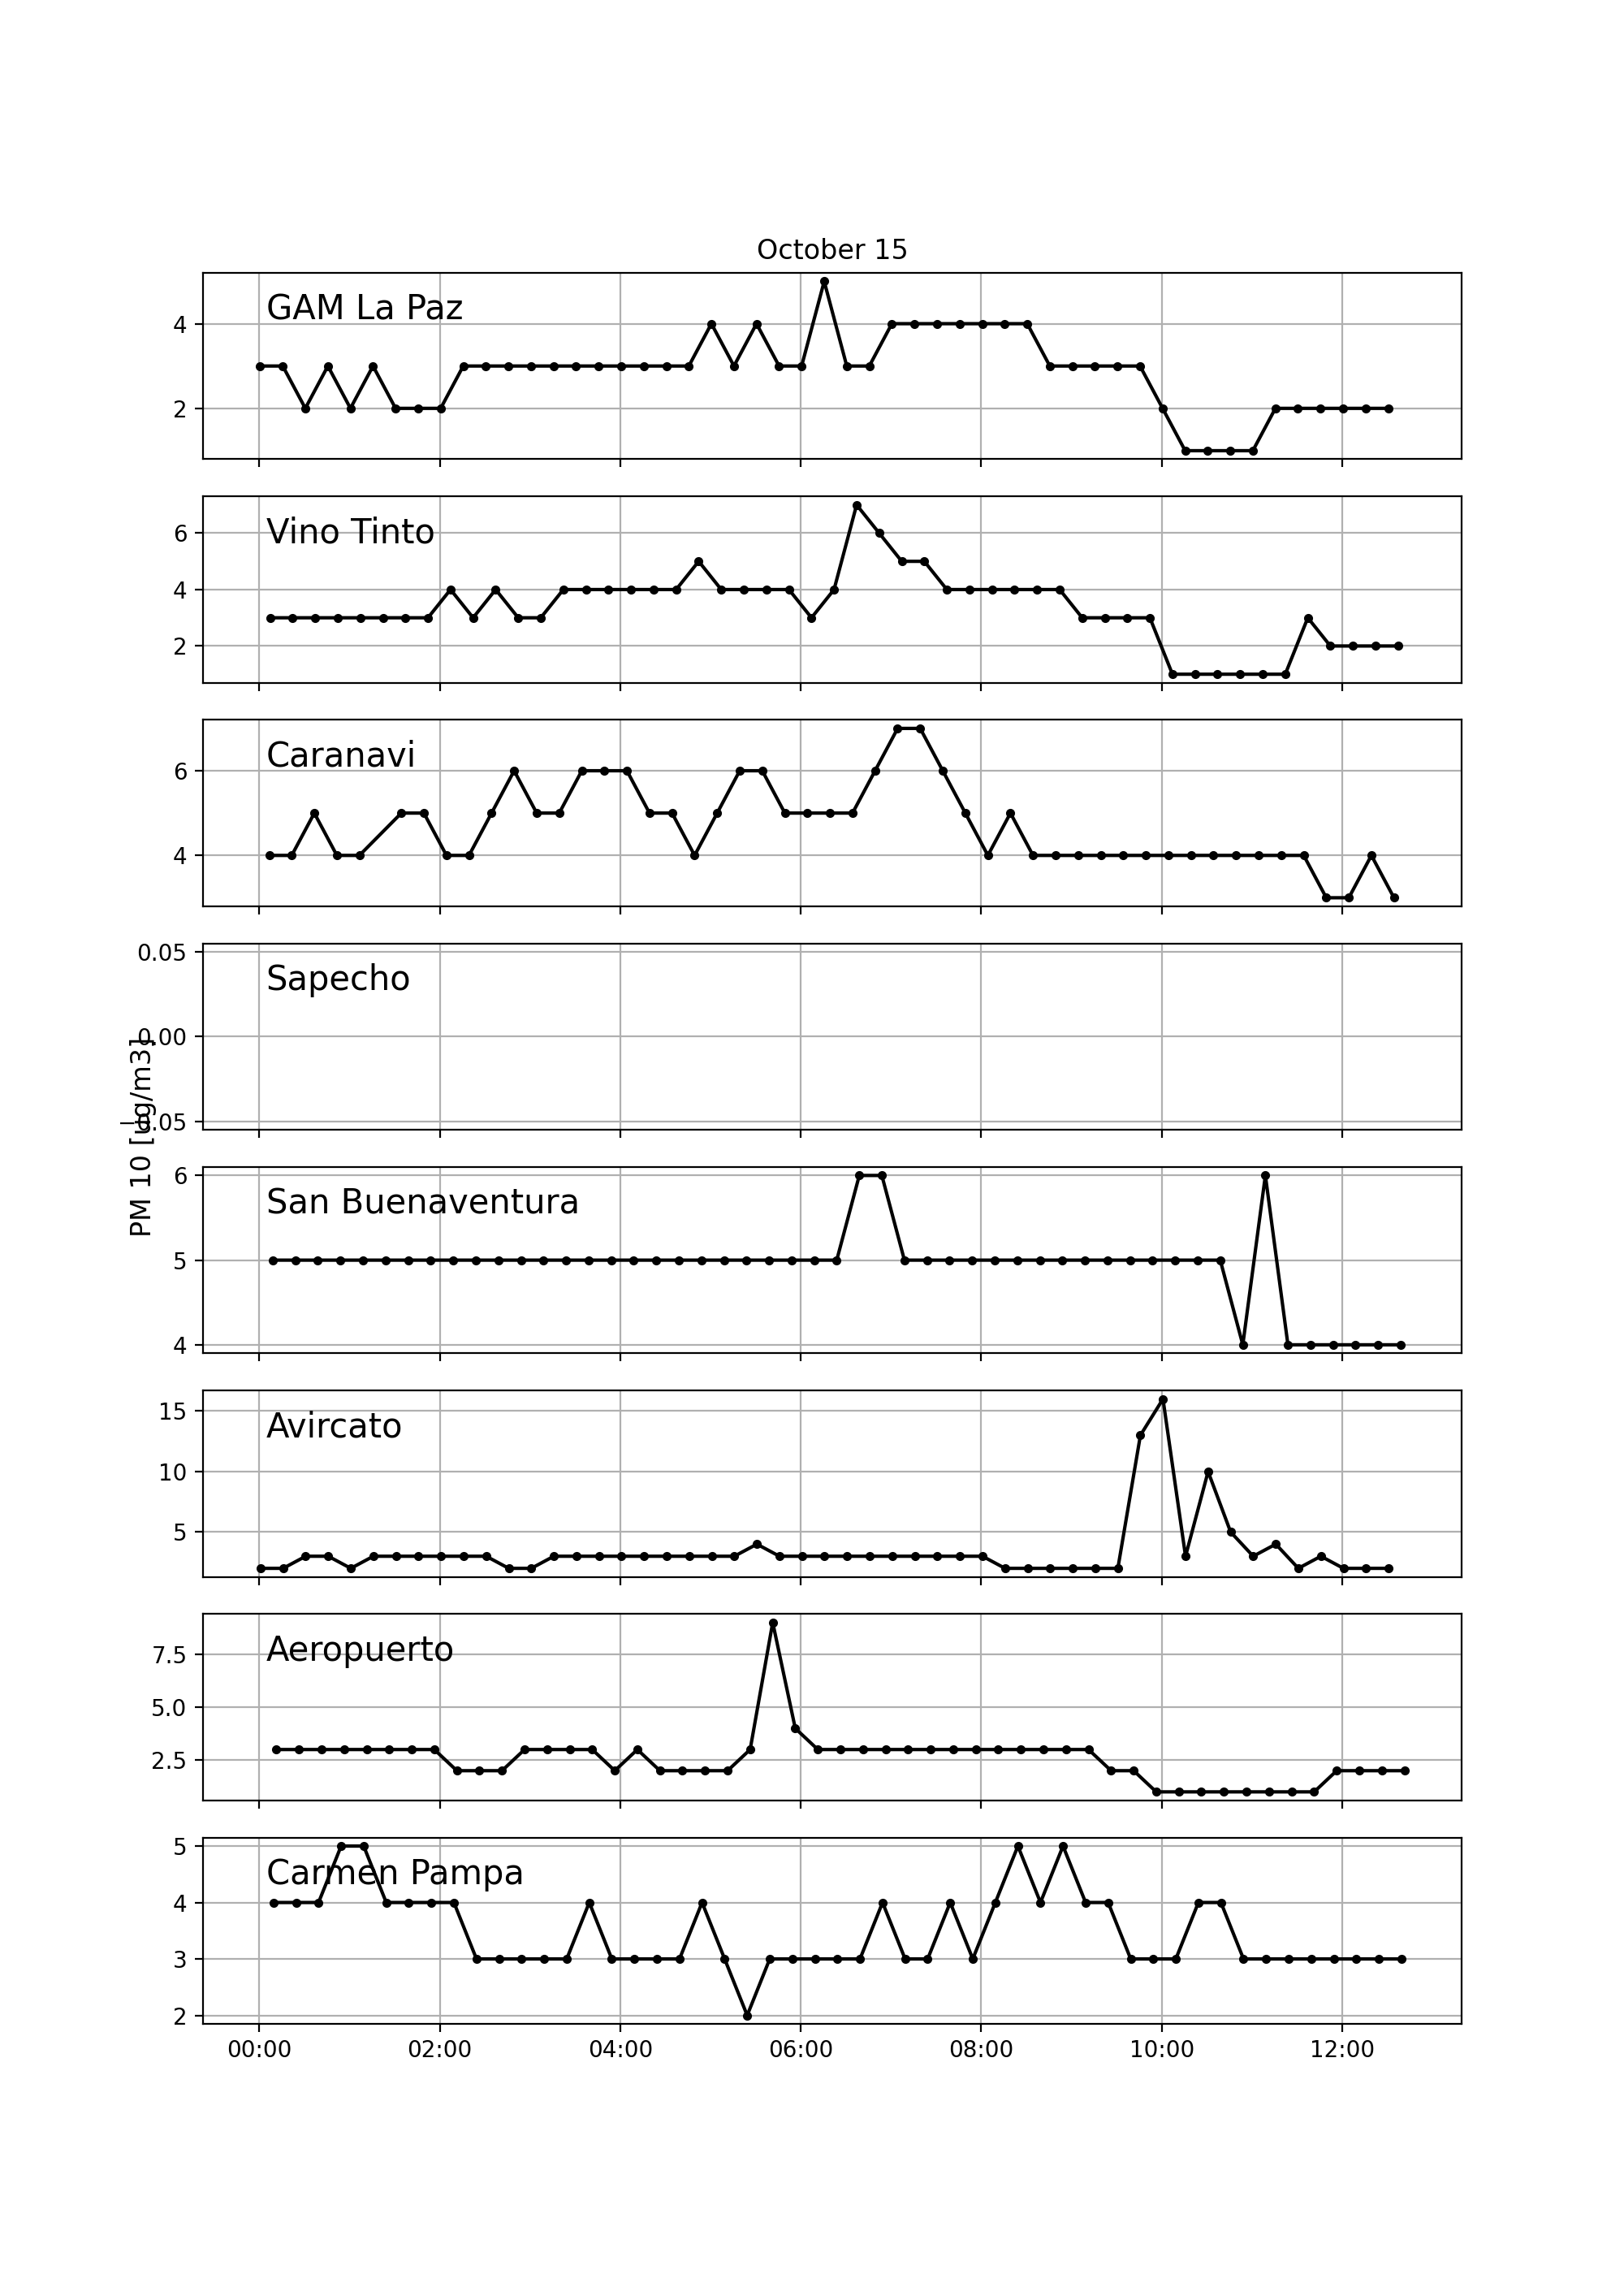 October 15
GAM La Paz
4
2
Vino Tinto
6
4
2
Caranavi
6
4
PM 10 [ug/m3]
Sapecho
0.05
0.00
−0.05
San Buenaventura
6
5
4
Avircato
15
10
5
Aeropuerto
7.5
5.0
2.5
Carmen Pampa
5
4
3
2
00:00 02:00 04:00 06:00 08:00 10:00 12:00